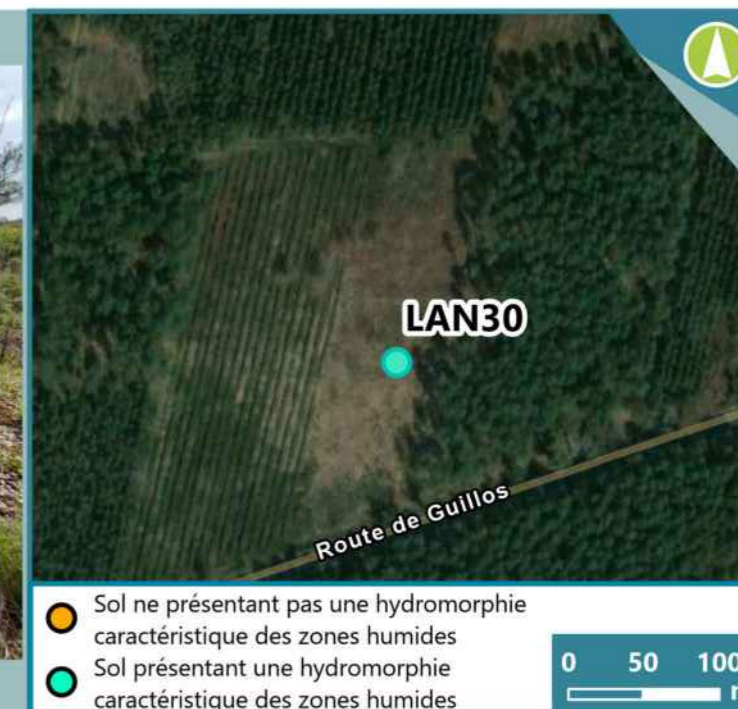 LAN30
Route de Guillos
Sol ne présentant pas une hydromorphie
caractéristique des zones humides
Sol présentant une hydromorphie
caractéristique des zones humides
0 50 100